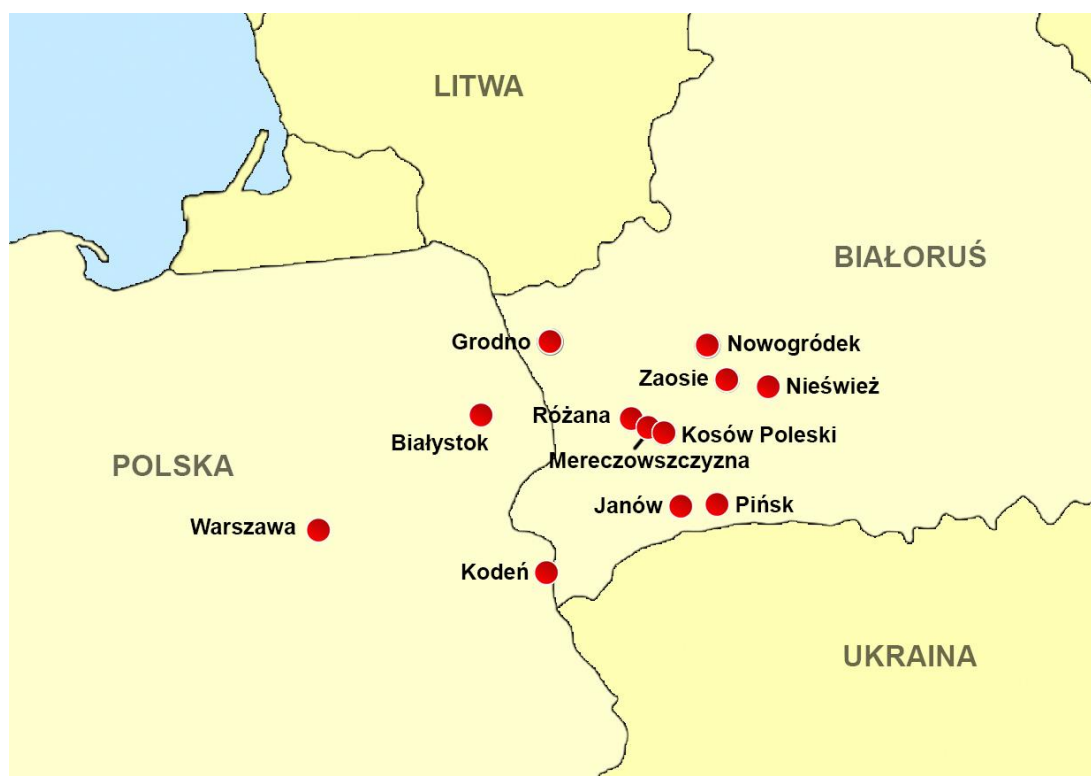 LITWA
BIAŁORUŚ
Grodno
Nowogródek
Zaosie
Nieśwież
Różana
Białystok
Kosów Poleski
Mereczowszczyzna
POLSKA
Janów
Pińsk
Warszawa
Kodeń
UKRAINA